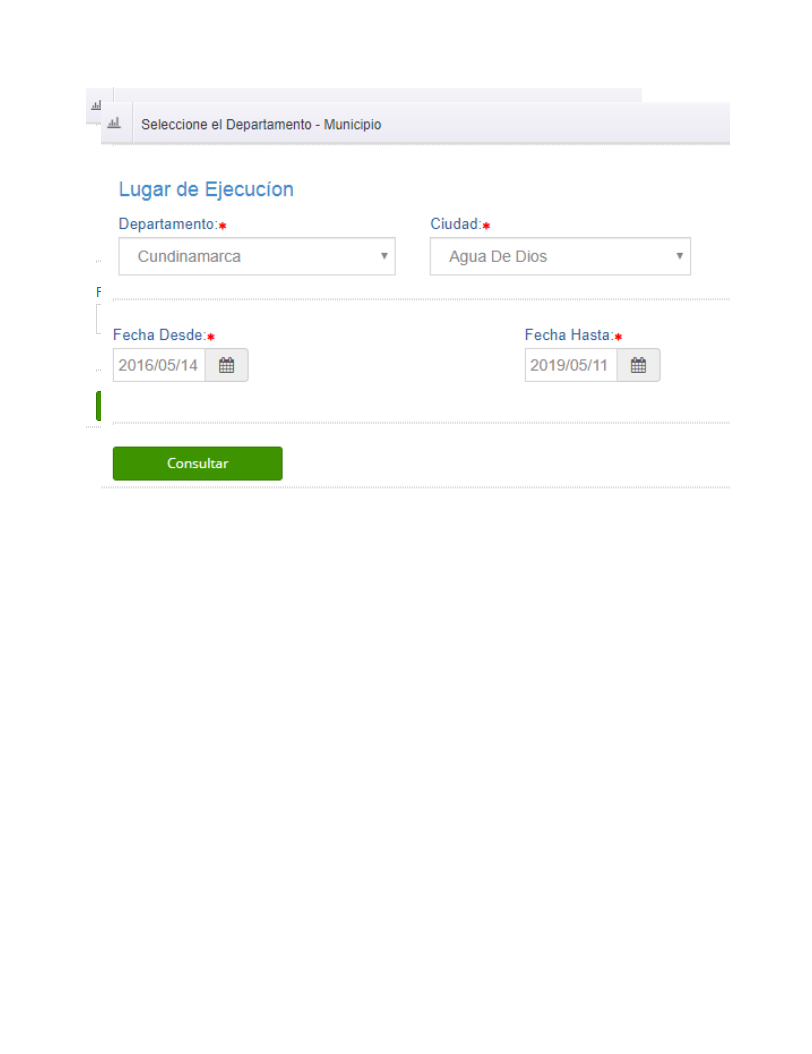 Seleccione el Departamento - Municipio
Lugar de Ejecucíon
Departamento:* Ciudad:*
Cundinamarca Agua De Dios
F
Fecha Desde:* Fecha Hasta:*
2016/05/14 2019/05/11
Consultar